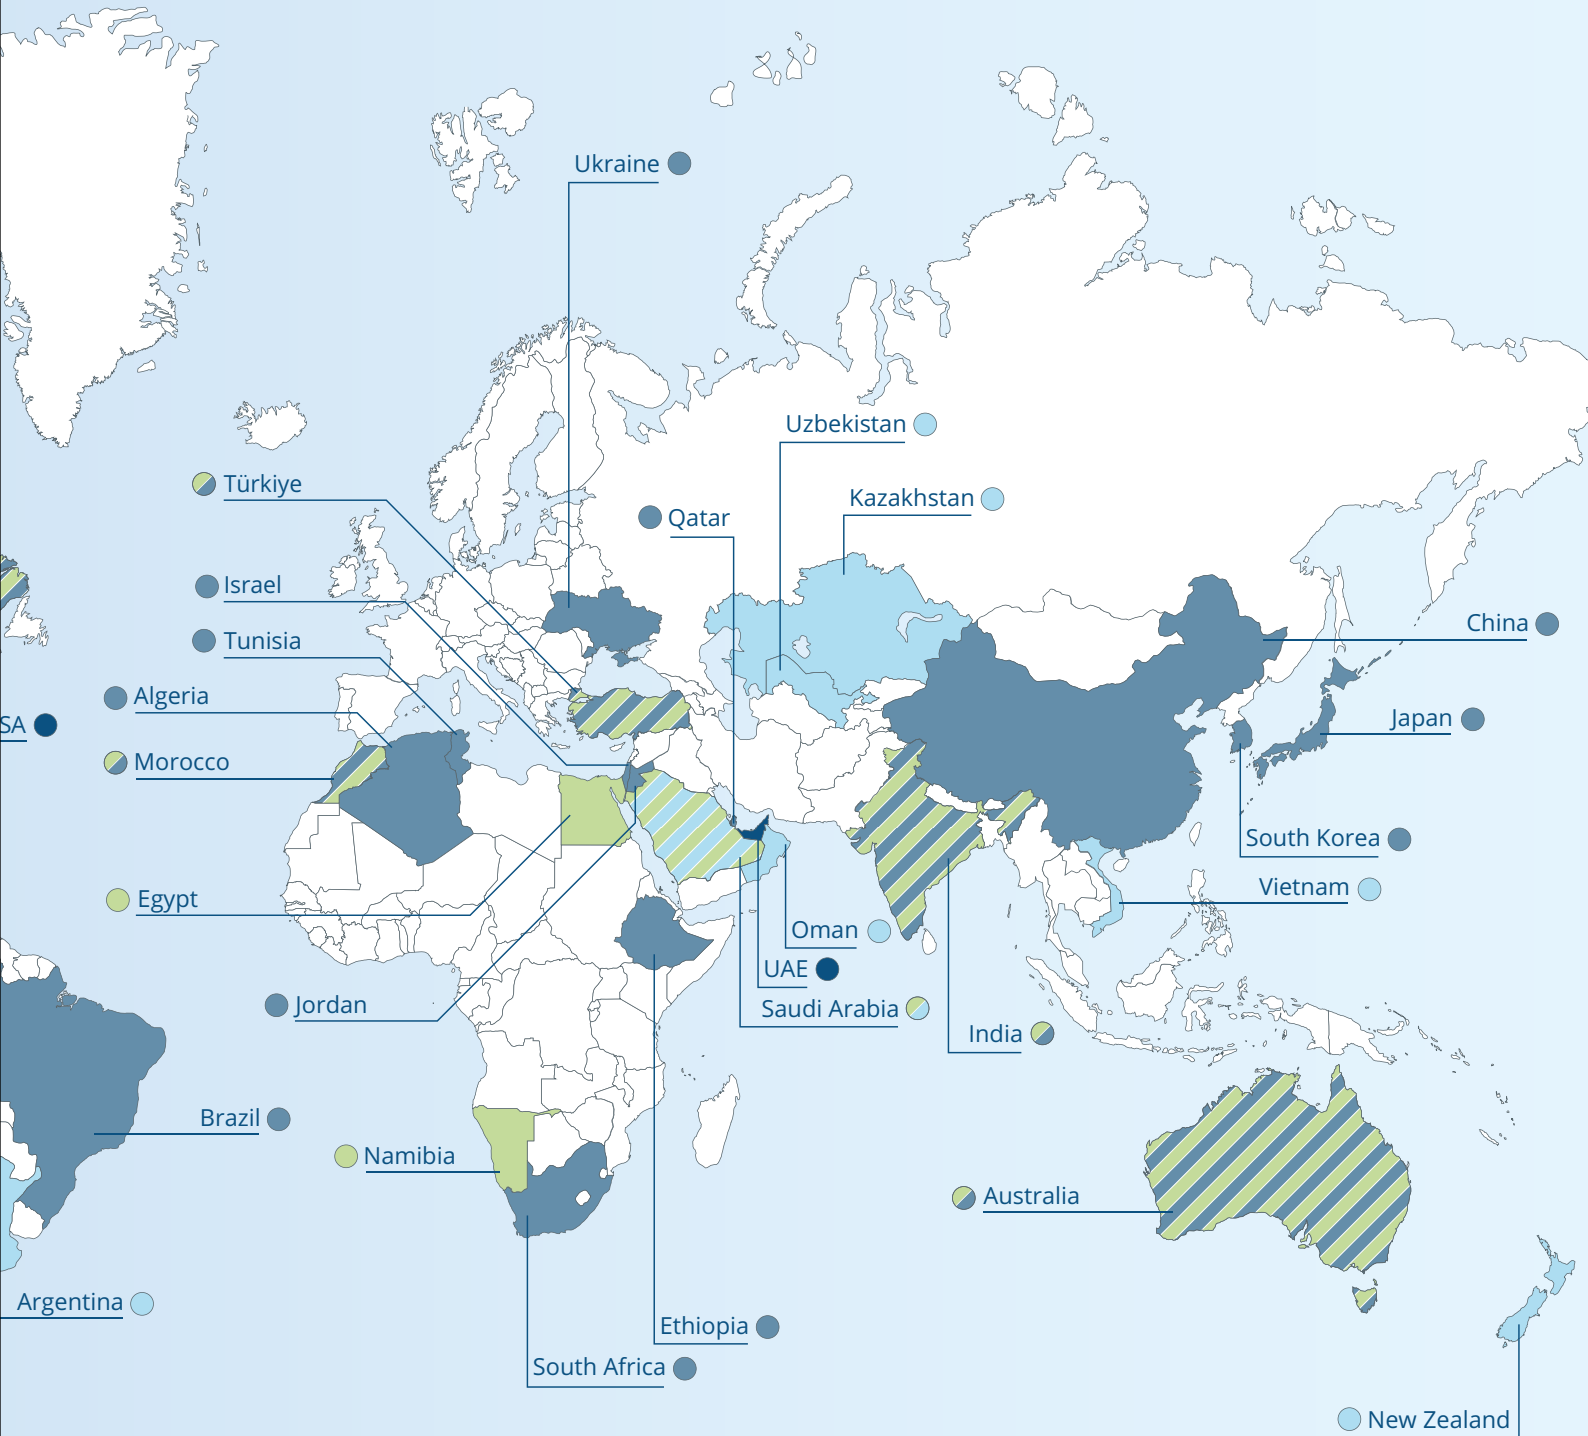 Ukraine
Uzbekistan
Türkiye
Kazakhstan
Qatar
Israel
China
Tunisia
Algeria
Japan
SA
Morocco
South Korea
Vietnam
Egypt
Oman
UAE
Jordan
Saudi Arabia
India
Brazil
Namibia
Australia
Argentina
Ethiopia
South Africa
New Zealand